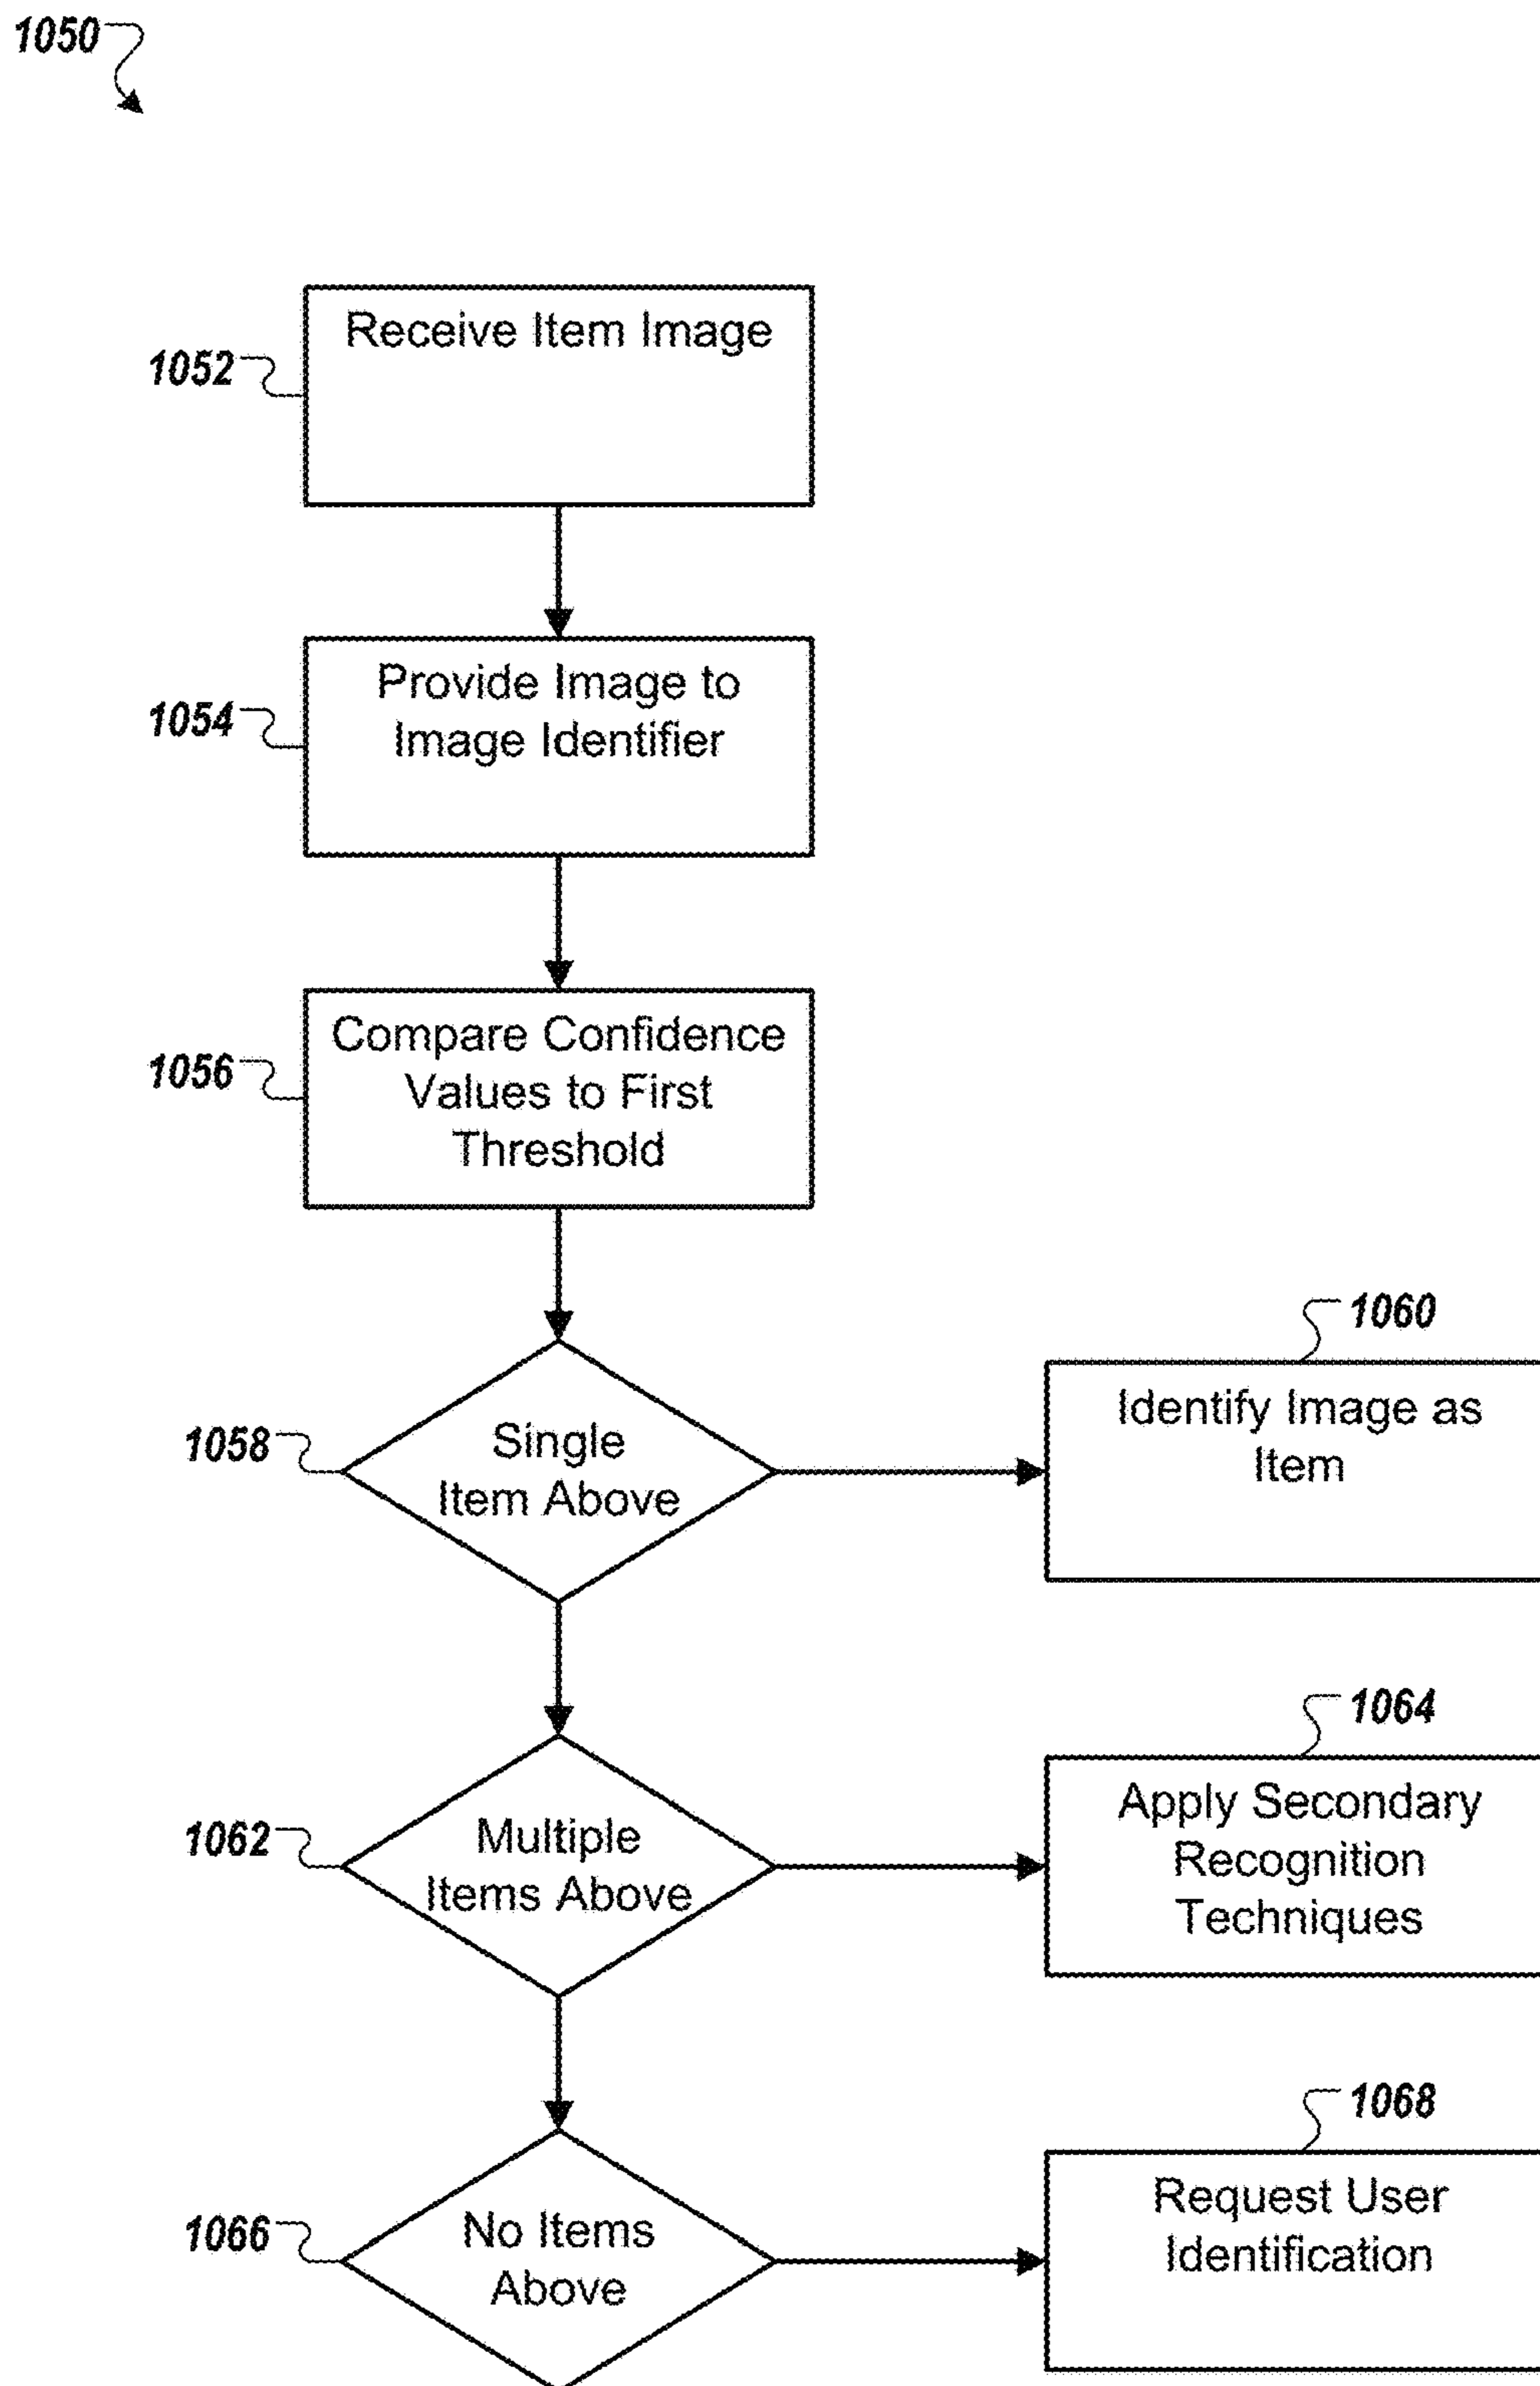 1050
Receive Item Image
1052
Provide Image to
Image Identifier
1054
Compare Confidence
Values to First
Threshold
1056
Single
Item Above
1058
1060
Identify Image as
Item
Multiple
Items Above
1062
1064
Apply Secondary
Recognition
Techniques
No Items
Above
1066
1068
Request User
Identification